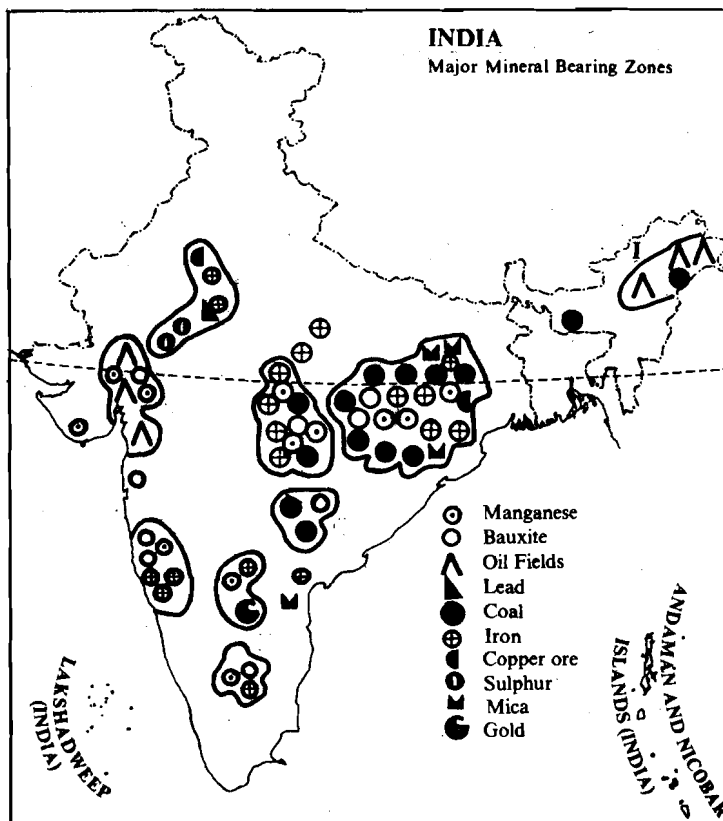 INDIA
Major Mineral Bearing Zones
I
Manganese
Bauxite
Oil Fields
Lead
Coal
Iron
Copper ore
Sulphur
Mica
Gold
LAKSHADWEEP
(INDIA)
ANDAMAN AND NICOBAR
ISLANDS (INDIA)